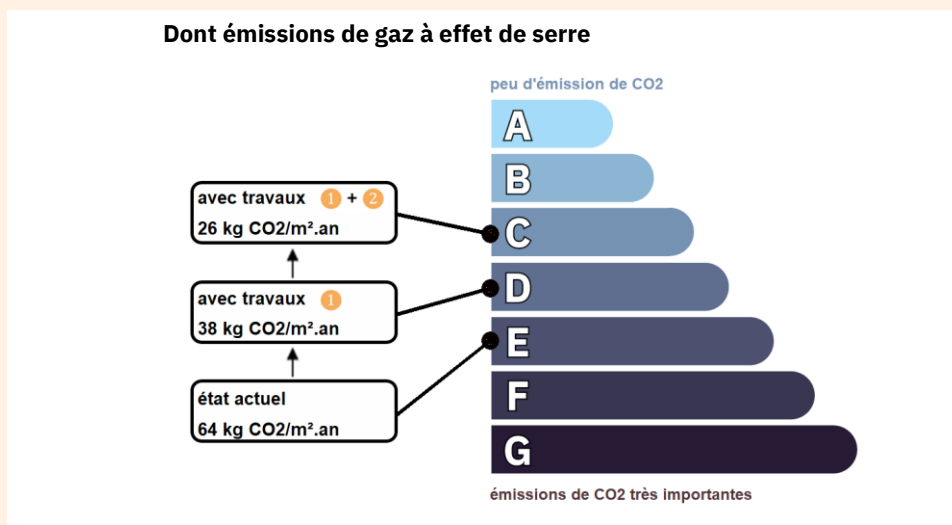 Dont émissions de gaz à effet de serre
peu d'émission de CO2
A
B
C
D
E
F
G
émissions de CO2 très importantes
avec travaux 1 + 2
26 kg CO2/m².an
avec travaux 1
38 kg CO2/m².an
état actuel
64 kg CO2/m².an